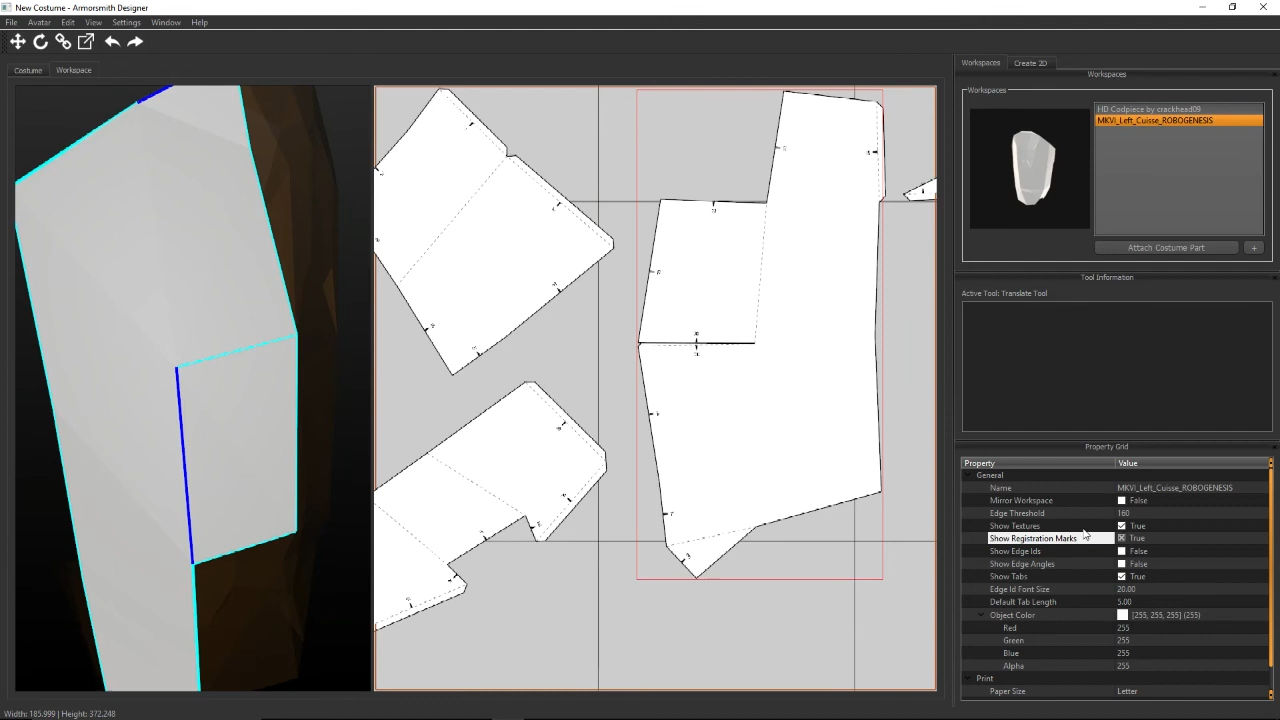 New Costume - Armorsmith Designer
File Avatar Edit View Settings Window Help
Costume Workspace
Workspaces Create 2D
Workspaces
Workspaces
HD Codpiece by crackhead09
MKVI_Left_Cuisse_ROBOGENESIS
Attach Costume Part +
Tool Information
Active Tool: Translate Tool
Property Grid
Property Value
General
Name MKVI_Left_Cuisse_ROBOGENESIS
Mirror Workspace False
Edge Threshold 160
Show Textures True
Show Registration Marks True
Show Edge Ids False
Show Edge Angles False
Show Tabs True
Edge Id Font Size 20.00
Default Tab Length 5.00
Object Color [255, 255, 255] (255)
Red 255
Green 255
Blue 255
Alpha 255
Print
Paper Size Letter
Width: 185.999 | Height: 372.248